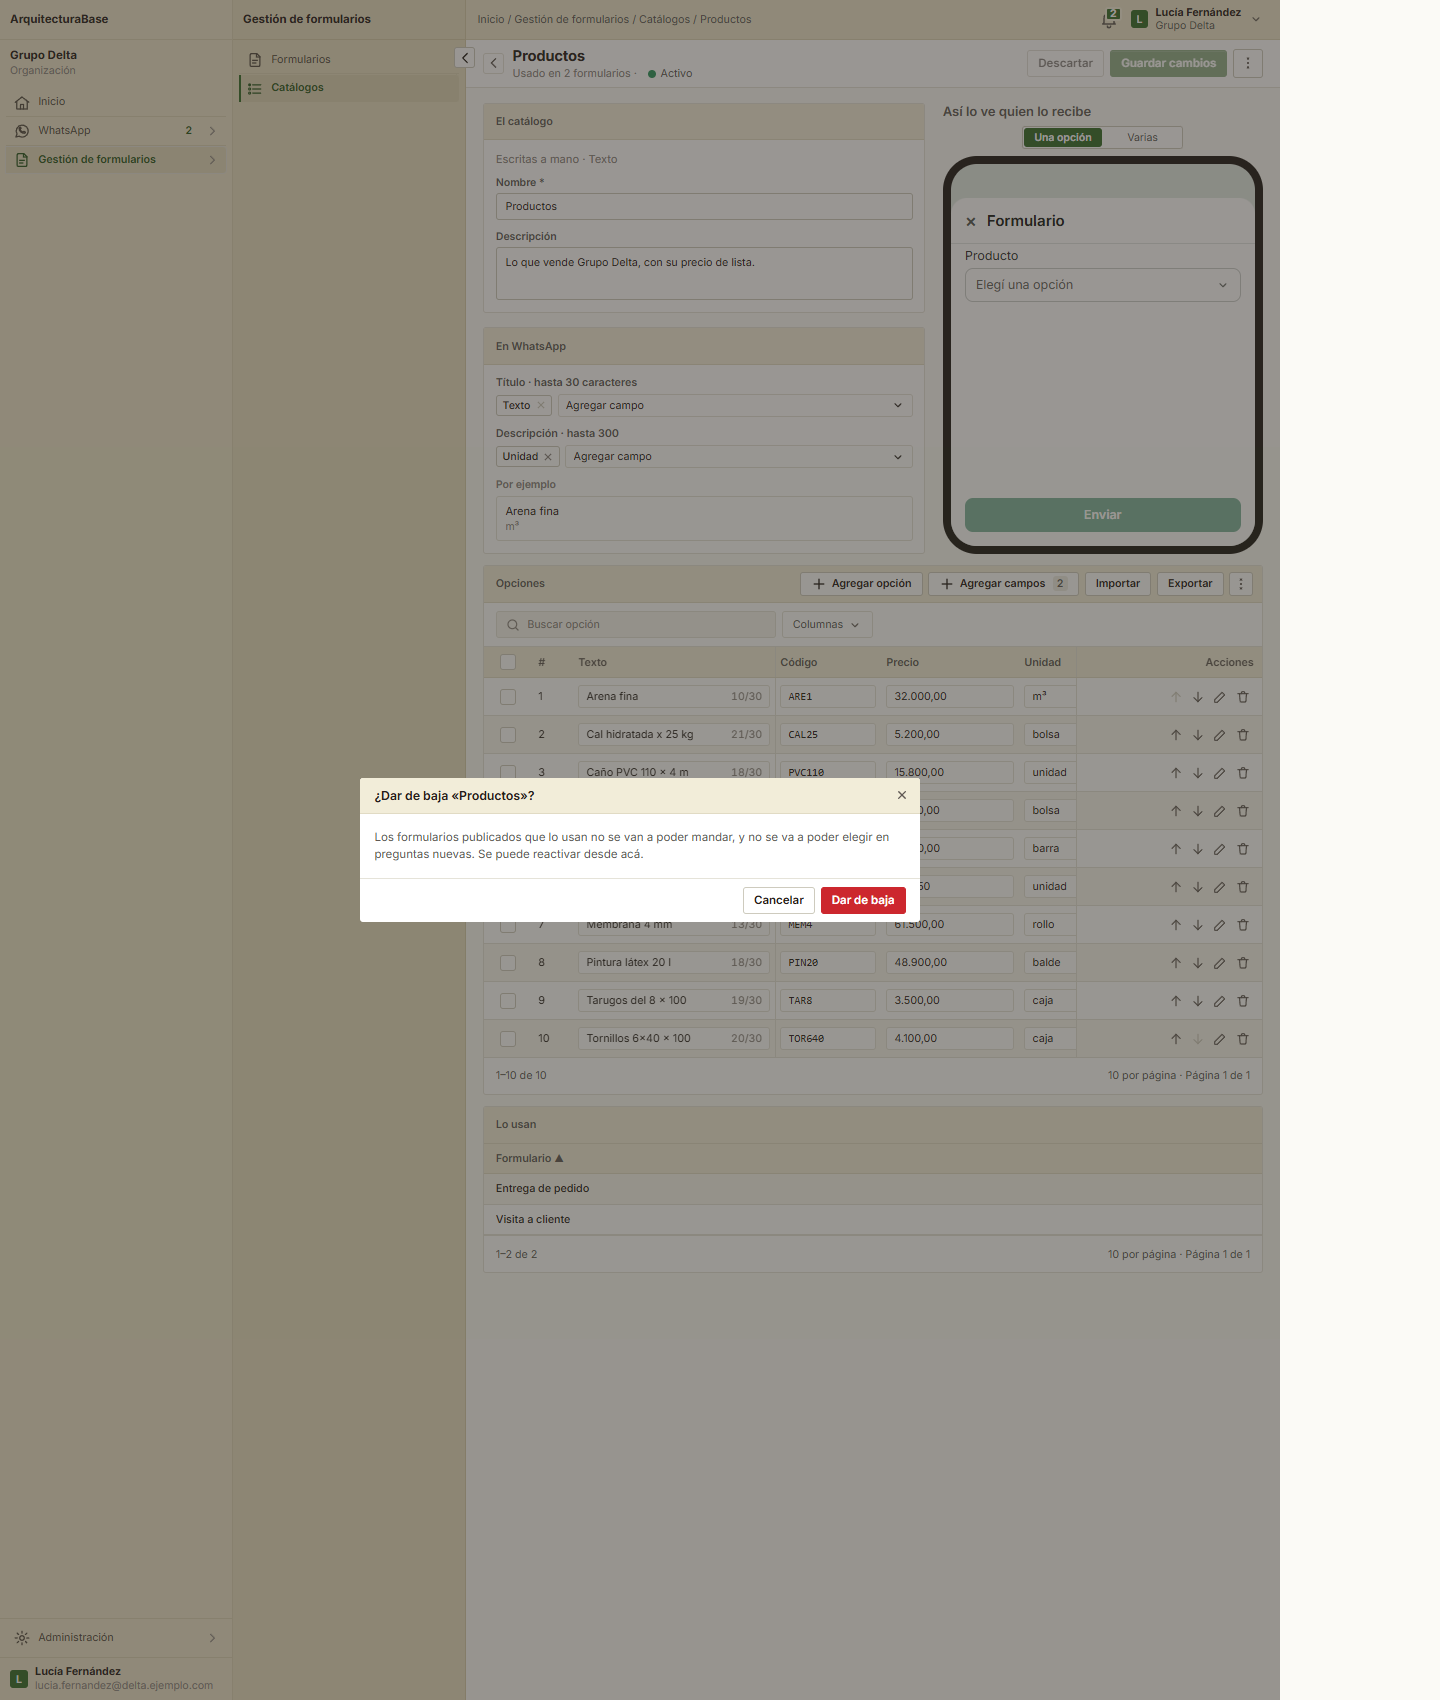 ArquitecturaBase
Grupo Delta
Organización
Inicio
WhatsApp 2
Gestión de formularios
Administración
L Lucía Fernández
lucia.fernandez@delta.ejemplo.com
Gestión de formularios
Formularios
Catálogos
Inicio / Gestión de formularios / Catálogos / Productos
2
L Lucía Fernández
Grupo Delta
Productos
Usado en 2 formularios · Activo
Descartar
Guardar cambios
El catálogo
Escritas a mano · Texto
Nombre *
Productos
Descripción
Lo que vende Grupo Delta, con su precio de lista.
En WhatsApp
Título · hasta 30 caracteres
Texto Agregar campo
Descripción · hasta 300
Unidad Agregar campo
Por ejemplo
Arena fina
m³
Así lo ve quien lo recibe
Una opción Varias
Formulario
Producto
Elegí una opción
Enviar
Opciones
Agregar opción
Agregar campos 2
Importar
Exportar
Buscar opción
Columnas
# Texto Código Precio Unidad Acciones
1 Arena fina 10/30 ARE1 32.000,00 m³
2 Cal hidratada x 25 kg 21/30 CAL25 5.200,00 bolsa
3 Caño PVC 110 × 4 m 18/30 PVC110 15.800,00 unidad
¿Dar de baja «Productos»?
Los formularios publicados que lo usan no se van a poder mandar, y no se va a poder elegir en
preguntas nuevas. Se puede reactivar desde acá.
Cancelar
Dar de baja
bolsa
barra
unidad
7 Membrana 4 mm 13/30 MEM4 61.500,00 rollo
8 Pintura látex 20 l 18/30 PIN20 48.900,00 balde
9 Tarugos del 8 × 100 19/30 TAR8 3.500,00 caja
10 Tornillos 6×40 × 100 20/30 TOR640 4.100,00 caja
1–10 de 10
10 por página · Página 1 de 1
Lo usan
Formulario ▲
Entrega de pedido
Visita a cliente
1–2 de 2
10 por página · Página 1 de 1